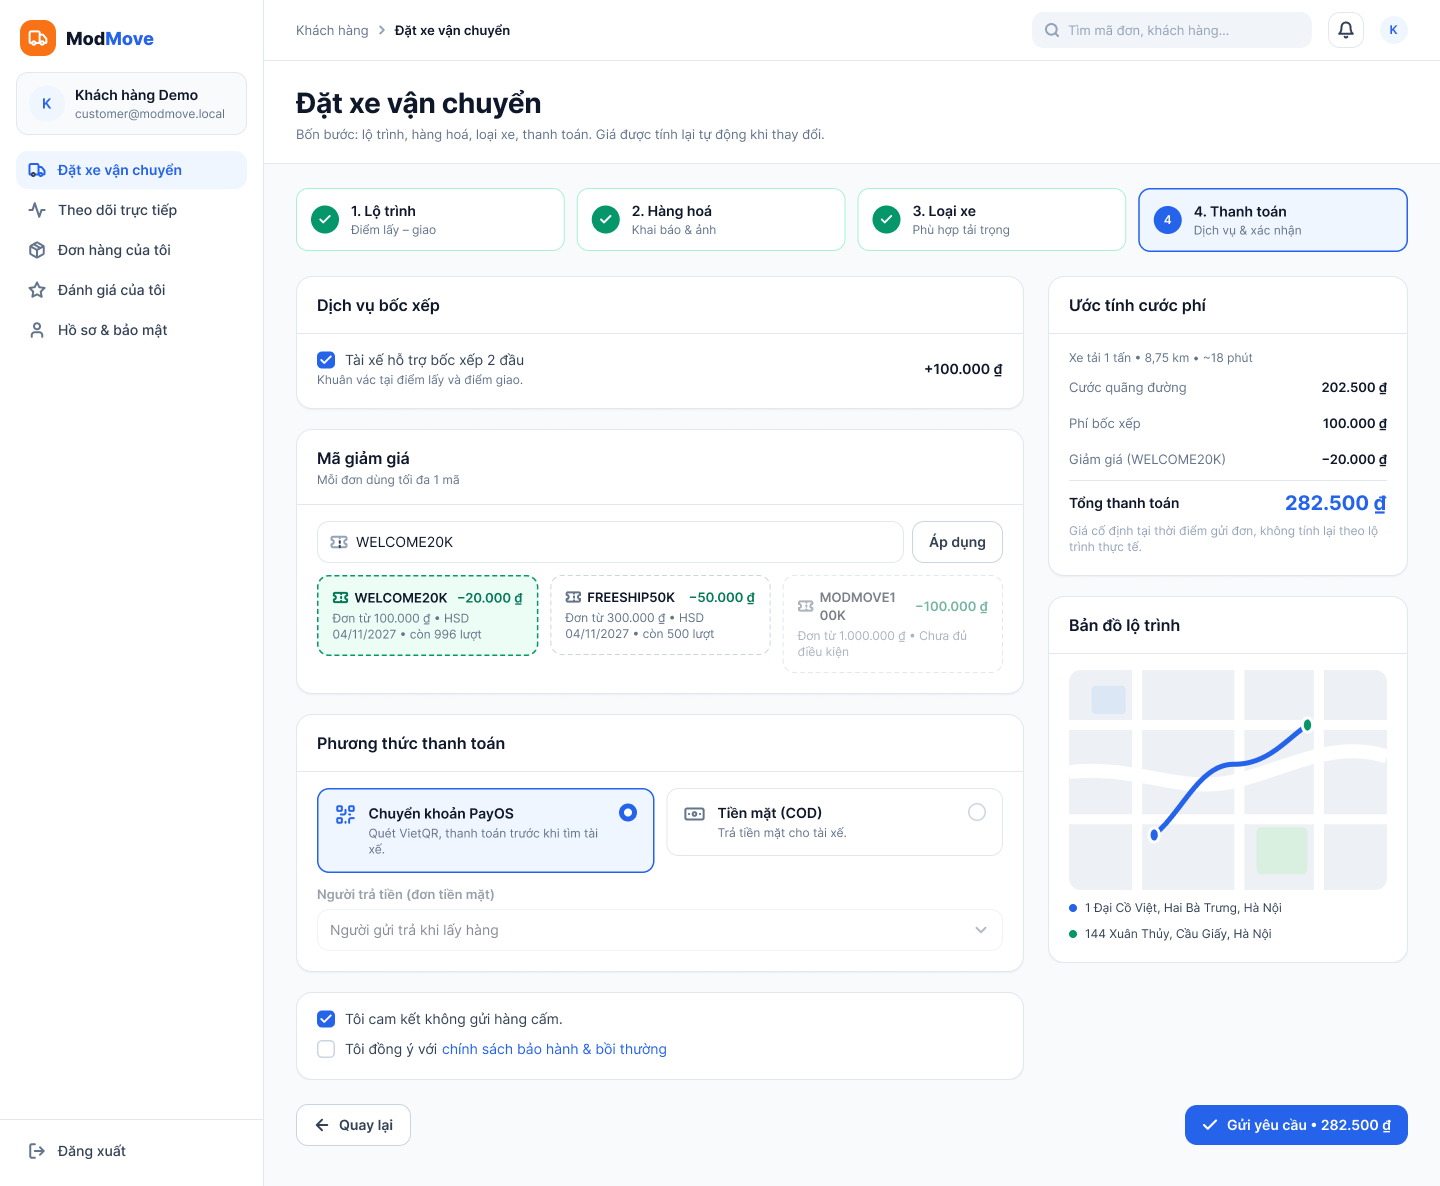 ModMove
K
Khách hàng Demo
customer@modmove.local
Đặt xe vận chuyển
Theo dõi trực tiếp
Đơn hàng của tôi
Đánh giá của tôi
Hồ sơ & bảo mật
Đăng xuất
Khách hàng > Đặt xe vận chuyển
Tìm mã đơn, khách hàng...
K
Đặt xe vận chuyển
Bốn bước: lộ trình, hàng hoá, loại xe, thanh toán. Giá được tính lại tự động khi thay đổi.
1. Lộ trình
Điểm lấy – giao
2. Hàng hoá
Khai báo & ảnh
3. Loại xe
Phù hợp tải trọng
4
4. Thanh toán
Dịch vụ & xác nhận
Dịch vụ bốc xếp
Tài xế hỗ trợ bốc xếp 2 đầu
Khuân vác tại điểm lấy và điểm giao.
+100.000 ₫
Mã giảm giá
Mỗi đơn dùng tối đa 1 mã
WELCOME20K
Áp dụng
WELCOME20K −20.000 ₫
Đơn từ 100.000 ₫ • HSD
04/11/2027 • còn 996 lượt
FREESHIP50K −50.000 ₫
Đơn từ 300.000 ₫ • HSD
04/11/2027 • còn 500 lượt
MODMOVE1
00K
−100.000 ₫
Đơn từ 1.000.000 ₫ • Chưa đủ
điều kiện
Phương thức thanh toán
Chuyển khoản PayOS
Quét VietQR, thanh toán trước khi tìm tài
xế.
Tiền mặt (COD)
Trả tiền mặt cho tài xế.
Người trả tiền (đơn tiền mặt)
Người gửi trả khi lấy hàng
Tôi cam kết không gửi hàng cấm.
Tôi đồng ý với chính sách bảo hành & bồi thường
Quay lại
Ước tính cước phí
Xe tải 1 tấn • 8,75 km • ~18 phút
Cước quãng đường 202.500 ₫
Phí bốc xếp 100.000 ₫
Giảm giá (WELCOME20K) −20.000 ₫
Tổng thanh toán 282.500 ₫
Giá cố định tại thời điểm gửi đơn, không tính lại theo lộ
trình thực tế.
Bản đồ lộ trình
1 Đại Cồ Việt, Hai Bà Trưng, Hà Nội
144 Xuân Thủy, Cầu Giấy, Hà Nội
Gửi yêu cầu • 282.500 ₫